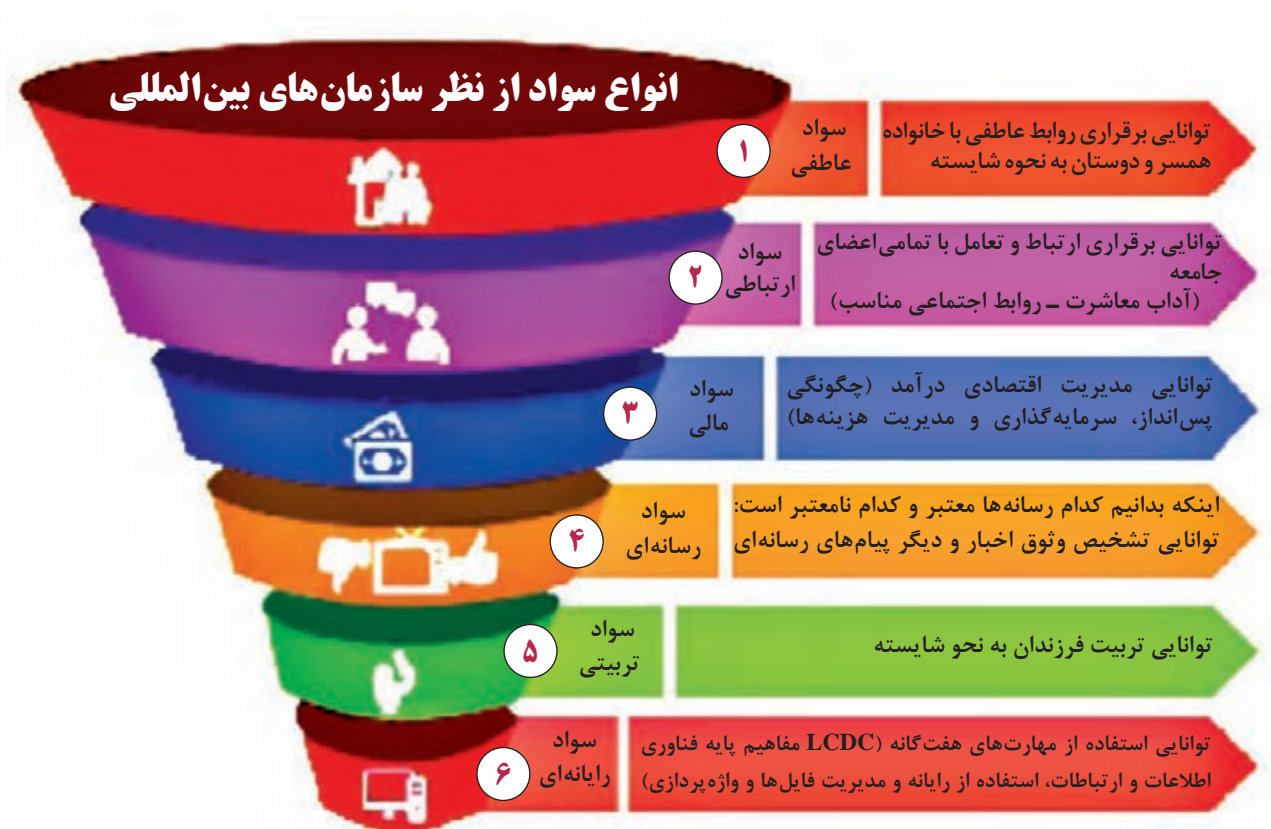 انواع سواد از نظر سازمان‌های بین‌المللی
۱
سواد
عاطفی
توانایی برقراری روابط عاطفی با خانواده
همسر و دوستان به نحوه شایسته
۲
سواد
ارتباطی
توانایی برقراری ارتباط و تعامل با تمامی اعضای
جامعه
(آداب معاشرت ـ روابط اجتماعی مناسب)
۳
سواد
مالی
توانایی مدیریت اقتصادی درآمد (چگونگی
پس‌انداز، سرمایه‌گذاری و مدیریت هزینه‌ها)
۴
سواد
رسانه‌ای
اینکه بدانیم کدام رسانه‌ها معتبر و کدام نامعتبر است:
توانایی تشخیص وثوق اخبار و دیگر پیام‌های رسانه‌ای
۵
سواد
تربیتی
توانایی تربیت فرزندان به نحو شایسته
۶
سواد
رایانه‌ای
توانایی استفاده از مهارت‌های هفت‌گانه (LCDC مفاهیم پایه فناوری
اطلاعات و ارتباطات، استفاده از رایانه و مدیریت فایل‌ها و واژه‌پردازی)